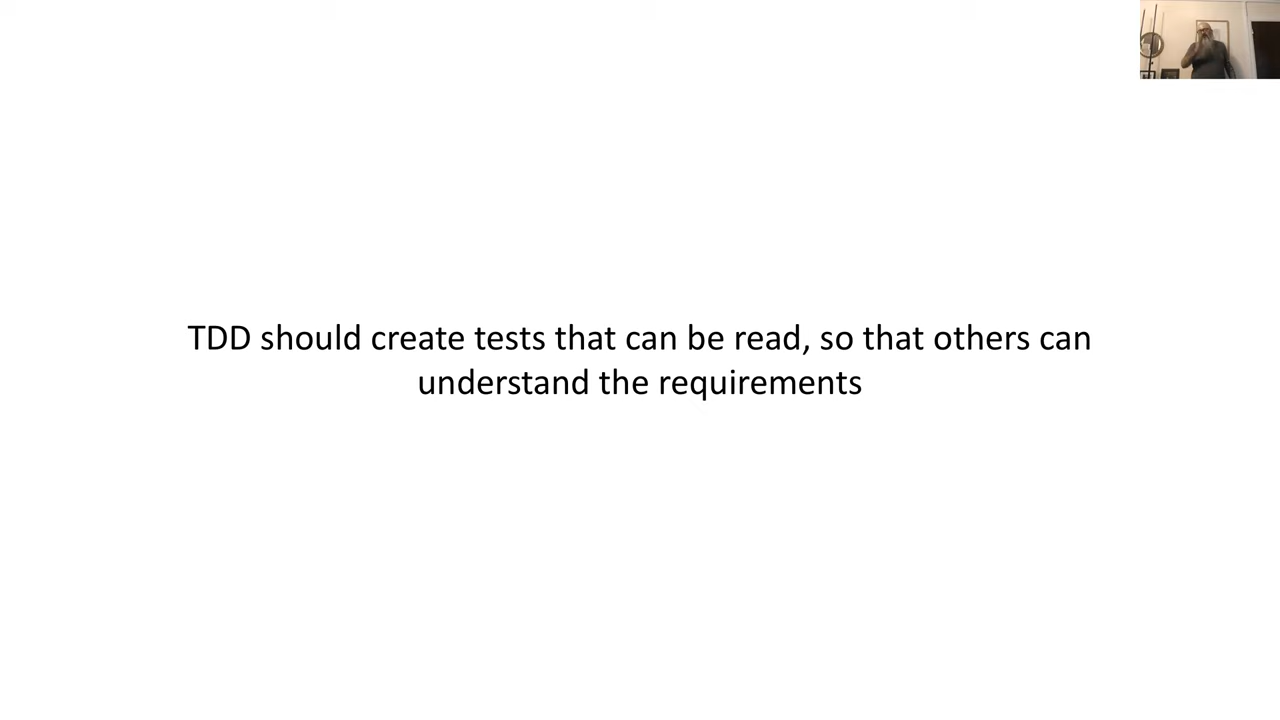 TDD should create tests that can be read, so that others can
understand the requirements